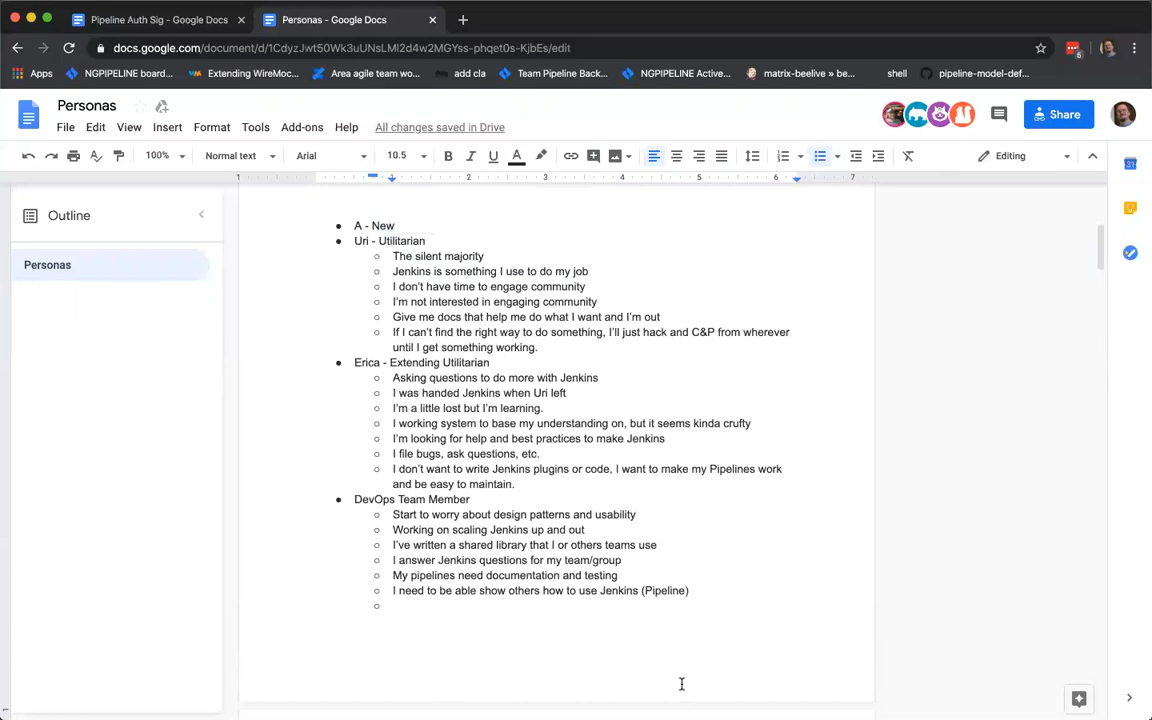 Pipeline Auth Sig - Google Docs
Personas - Google Docs
docs.google.com/document/d/1CdyzJwt50Wk3uUNsLMl2d4w2MGYss-phqet0s-KjbEs/edit
6
Apps
NGPIPELINE board...
Extending WireMoc...
Area agile team wo...
add cla
Team Pipeline Back...
NGPIPELINE Active...
matrix-beelive » be...
shell
pipeline-model-def...
Personas
Share
File Edit View Insert Format Tools Add-ons Help All changes saved in Drive
100% Normal text Arial 10.5 B I U A Editing
1 1 2 3 4 5 6 7
31
Outline
Personas
A - New
Uri - Utilitarian
The silent majority
Jenkins is something I use to do my job
I don't have time to engage community
I'm not interested in engaging community
Give me docs that help me do what I want and I'm out
If I can't find the right way to do something, I'll just hack and C&P from wherever
until I get something working.
Erica - Extending Utilitarian
Asking questions to do more with Jenkins
I was handed Jenkins when Uri left
I'm a little lost but I'm learning.
I working system to base my understanding on, but it seems kinda crufty
I'm looking for help and best practices to make Jenkins
I file bugs, ask questions, etc.
I don't want to write Jenkins plugins or code, I want to make my Pipelines work
and be easy to maintain.
DevOps Team Member
Start to worry about design patterns and usability
Working on scaling Jenkins up and out
I've written a shared library that I or others teams use
I answer Jenkins questions for my team/group
My pipelines need documentation and testing
I need to be able show others how to use Jenkins (Pipeline)